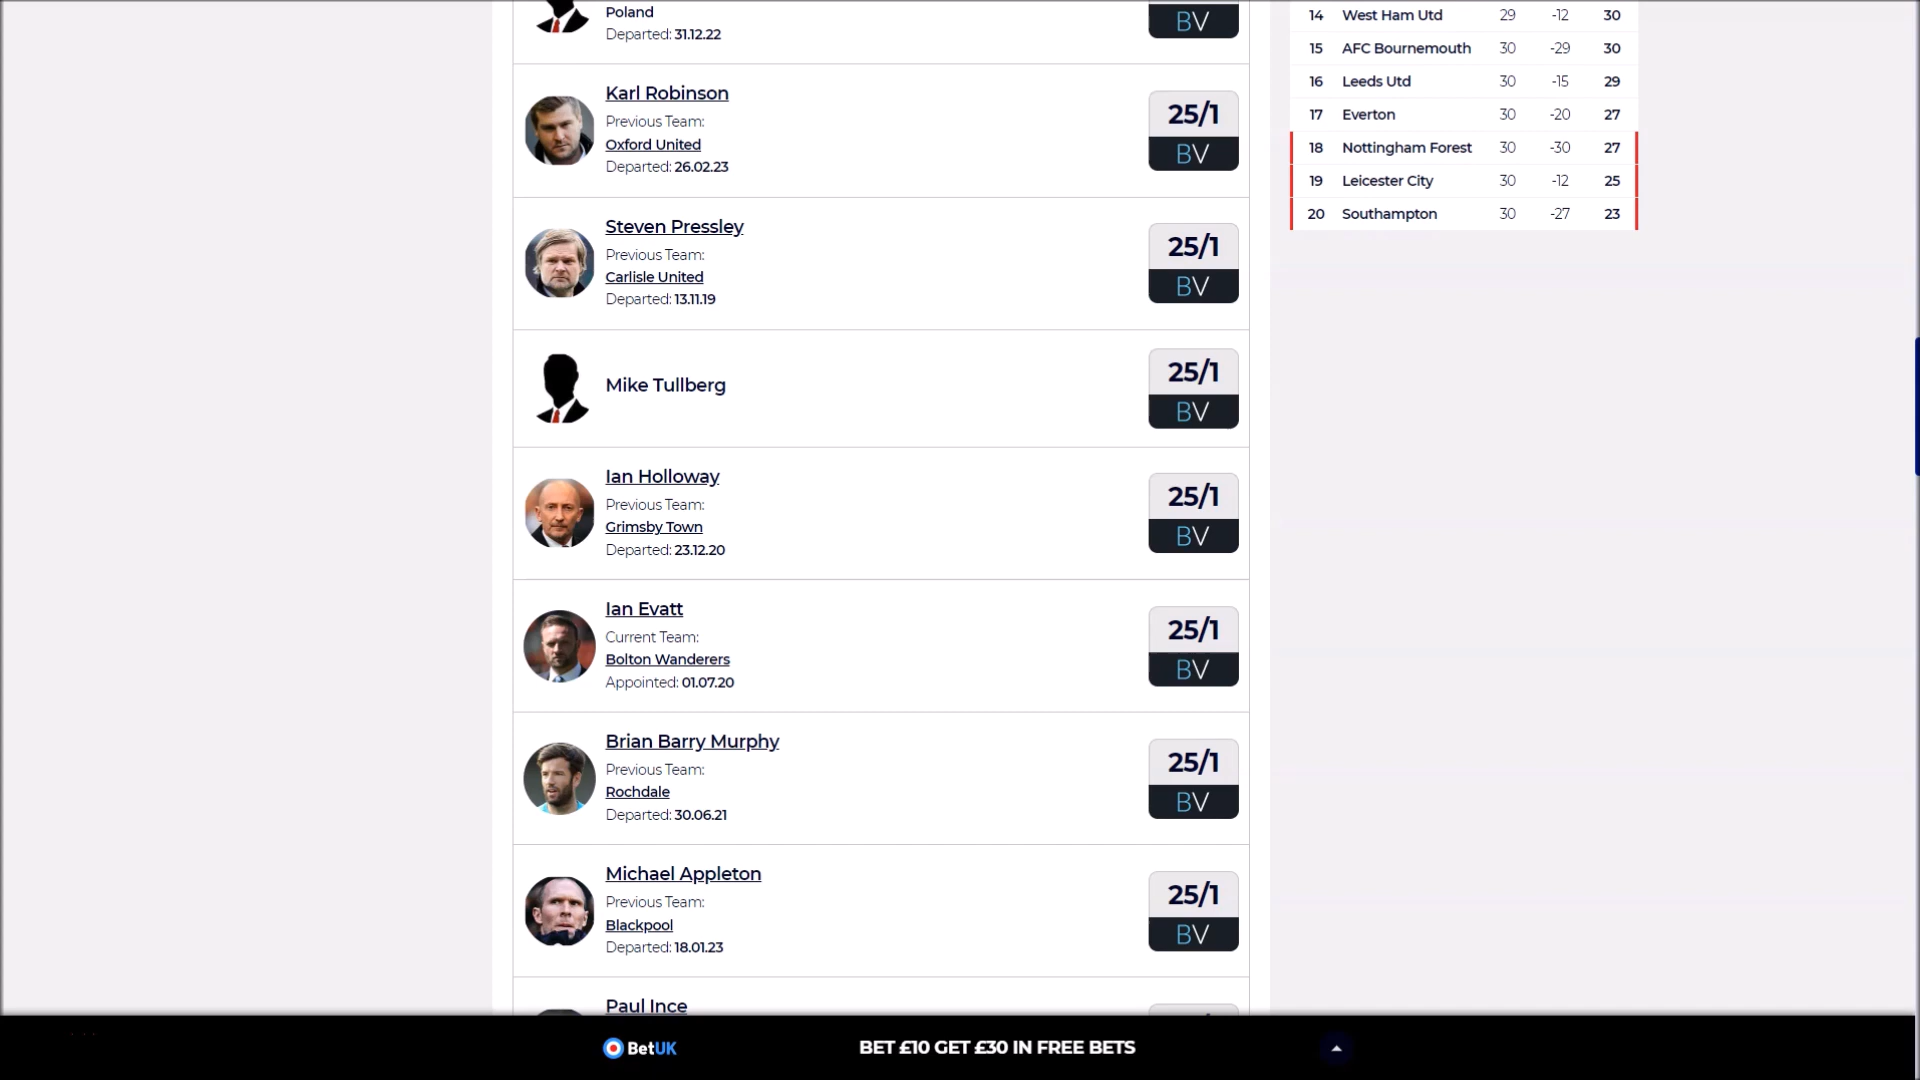 Poland
Departed: 31.12.22
BV
Karl Robinson
Previous Team:
Oxford United
Departed: 26.02.23
25/1
BV
Steven Pressley
Previous Team:
Carlisle United
Departed: 13.11.19
25/1
BV
Mike Tullberg
25/1
BV
Ian Holloway
Previous Team:
Grimsby Town
Departed: 23.12.20
25/1
BV
Ian Evatt
Current Team:
Bolton Wanderers
Appointed: 01.07.20
25/1
BV
Brian Barry Murphy
Previous Team:
Rochdale
Departed: 30.06.21
25/1
BV
Michael Appleton
Previous Team:
Blackpool
Departed: 18.01.23
25/1
BV
Paul Ince
14 West Ham Utd 29 -12 30
15 AFC Bournemouth 30 -29 30
16 Leeds Utd 30 -15 29
17 Everton 30 -20 27
18 Nottingham Forest 30 -30 27
19 Leicester City 30 -12 25
20 Southampton 30 -27 23
BetUK BET £10 GET £30 IN FREE BETS